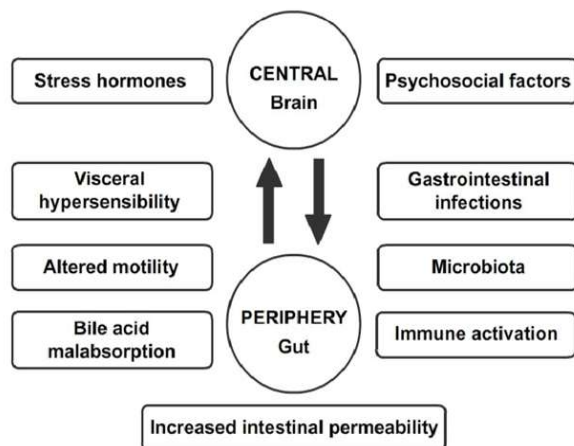 Stress hormones
CENTRAL
Brain
Psychosocial factors
Visceral
hypersensibility
Gastrointestinal
infections
Altered motility
Microbiota
PERIPHERY
Gut
Bile acid
malabsorption
Immune activation
Increased intestinal permeability